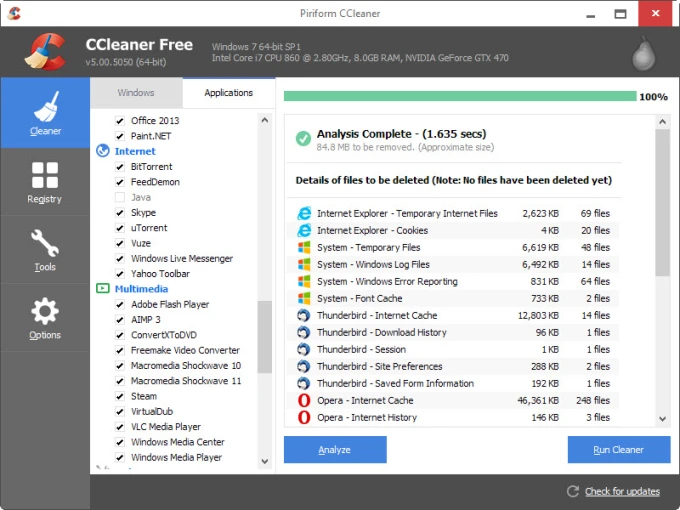 Piriform CCleaner
CCleaner Free
v5.00.5050 (64-bit)
Windows 7 64-bit SP1
Intel Core i7 CPU 860 @ 2.80GHz, 8.0GB RAM, NVIDIA GeForce GTX 470
Cleaner
Registry
Tools
Options
Windows
Applications
Office 2013
Paint.NET
Internet
BitTorrent
FeedDemon
Java
Skype
uTorrent
Vuze
Windows Live Messenger
Yahoo Toolbar
Multimedia
Adobe Flash Player
AIMP 3
ConvertXToDVD
Freemake Video Converter
Macromedia Shockwave 10
Macromedia Shockwave 11
Steam
VirtualDub
VLC Media Player
Windows Media Center
Windows Media Player
100%
Analysis Complete - (1.635 secs)
84.8 MB to be removed. (Approximate size)
Details of files to be deleted (Note: No files have been deleted yet)
Internet Explorer - Temporary Internet Files 2,623 KB 69 files
Internet Explorer - Cookies 4 KB 20 files
System - Temporary Files 6,619 KB 48 files
System - Windows Log Files 6,492 KB 14 files
System - Windows Error Reporting 831 KB 64 files
System - Font Cache 733 KB 2 files
Thunderbird - Internet Cache 12,803 KB 14 files
Thunderbird - Download History 96 KB 1 files
Thunderbird - Session 1 KB 1 files
Thunderbird - Site Preferences 288 KB 2 files
Thunderbird - Saved Form Information 192 KB 1 files
Opera - Internet Cache 46,361 KB 248 files
Opera - Internet History 146 KB 3 files
Analyze
Run Cleaner
Check for updates